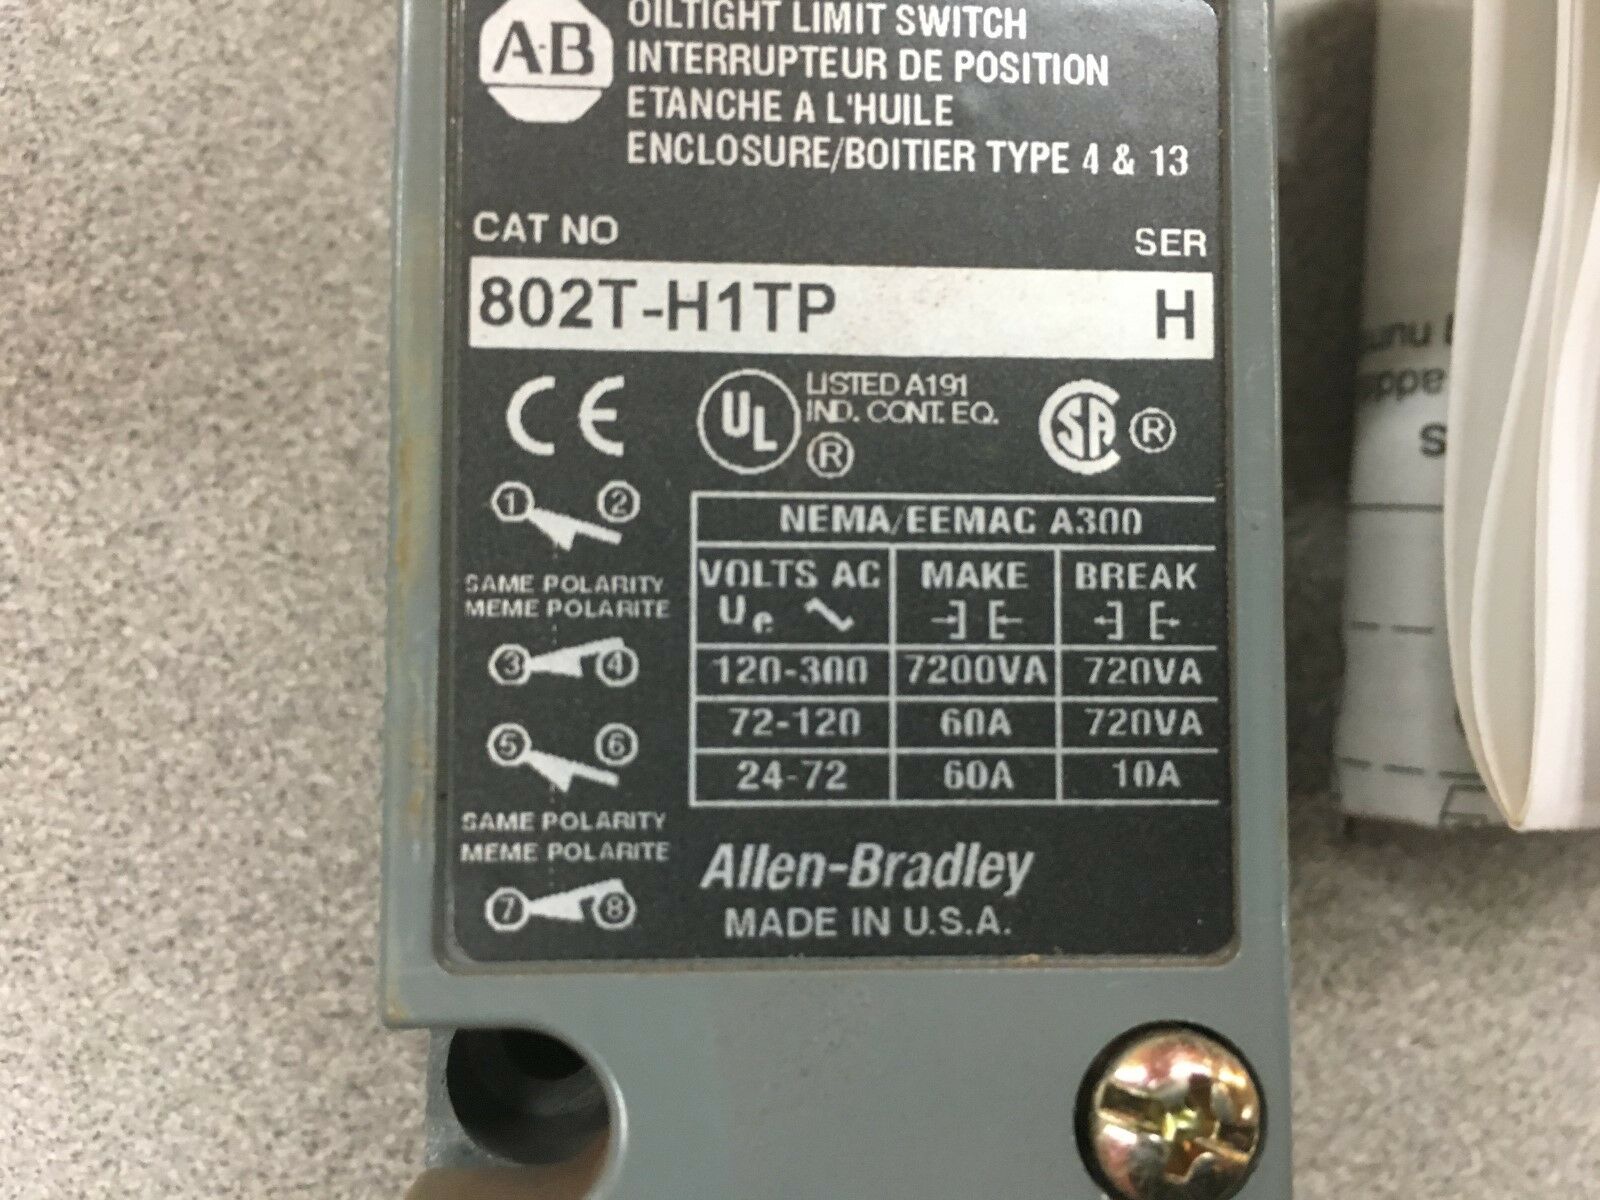 A-B
OILTIGHT LIMIT SWITCH
INTERRUPTEUR DE POSITION
ETANCHE A L'HUILE
ENCLOSURE/BOITIER TYPE 4 & 13
CAT NO SER
802T-H1TP H
CE
UL LISTED A191
IND. CONT. EQ.
®
SA ®
1 2
SAME POLARITY
MEME POLARITE
3 4
5 6
SAME POLARITY
MEME POLARITE
7 8
NEMA/EEMAC A300
VOLTS AC MAKE BREAK
Ue
120-300 7200VA 720VA
72-120 60A 720VA
24-72 60A 10A
Allen-Bradley
MADE IN U.S.A.